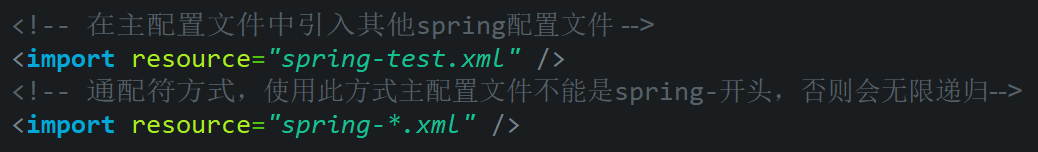 <!-- 在主配置文件中引入其他spring配置文件 -->
<import resource="spring-test.xml" />
<!-- 通配符方式，使用此方式主配置文件不能是spring-开头，否则会无限递归-->
<import resource="spring-*.xml" />